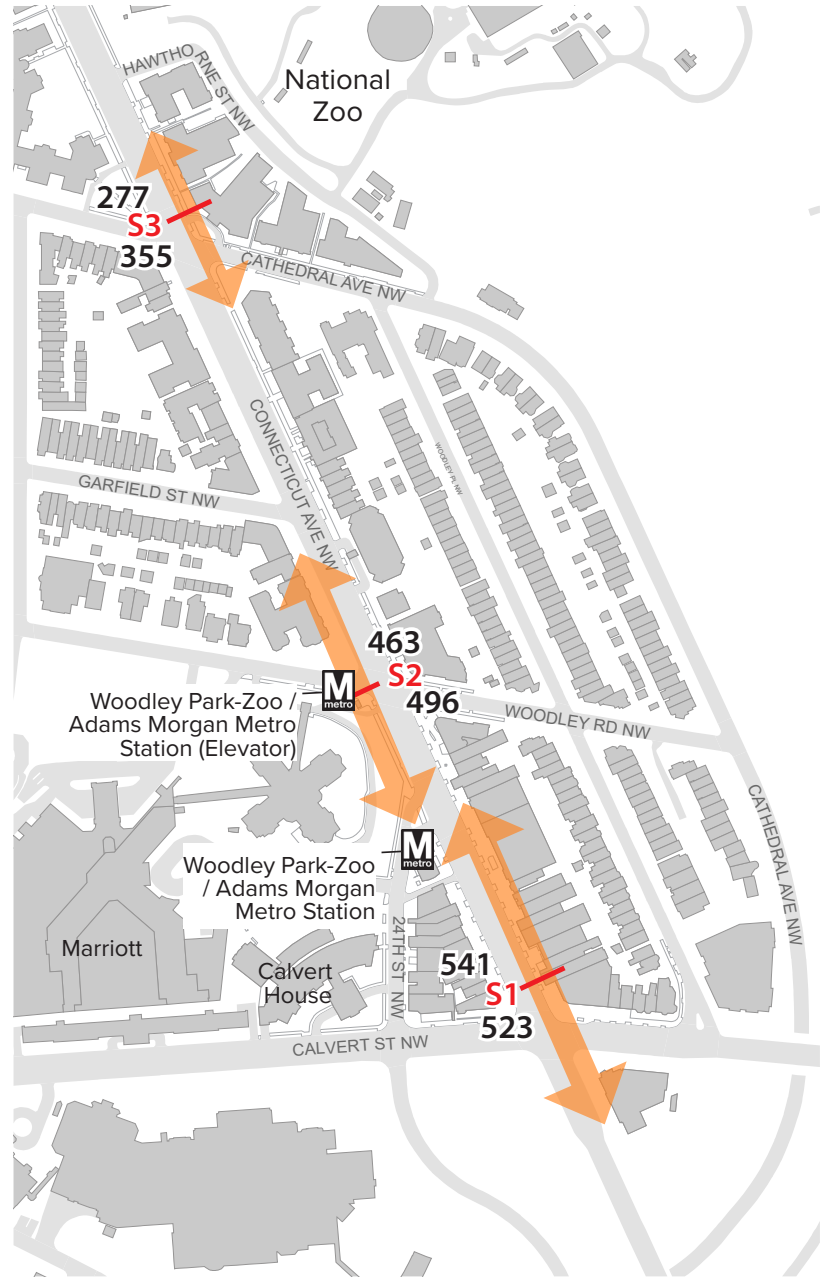 HAWTHORNE ST NW
National
Zoo
277
S3
355
CATHEDRAL AVE NW
CONNECTICUT AVE NW
WOODLEY PL NW
GARFIELD ST NW
463
S2
496
M
metro
Woodley Park-Zoo /
Adams Morgan Metro
Station (Elevator)
WOODLEY RD NW
CATHEDRAL AVE NW
M
metro
Woodley Park-Zoo
/ Adams Morgan
Metro Station
24TH ST NW
Marriott
Calvert
House
541
S1
523
CALVERT ST NW